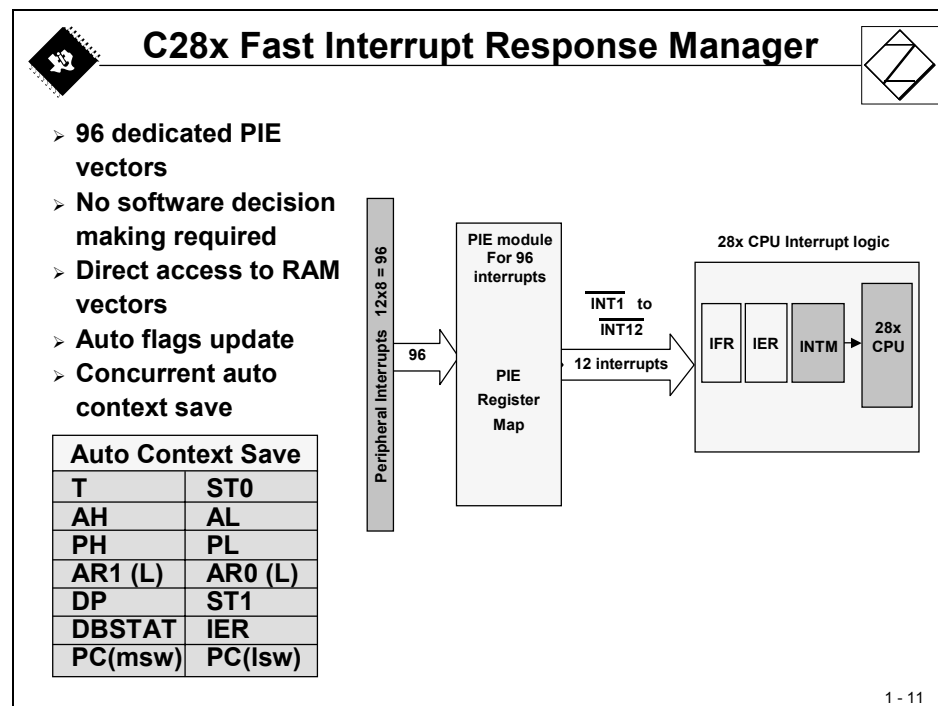 C28x Fast Interrupt Response Manager
➢ 96 dedicated PIE
vectors
➢ No software decision
making required
➢ Direct access to RAM
vectors
➢ Auto flags update
➢ Concurrent auto
context save
Auto Context Save
T ST0
AH AL
PH PL
AR1 (L) AR0 (L)
DP ST1
DBSTAT IER
PC(msw) PC(lsw)
Peripheral Interrupts 12x8 = 96
96
PIE module
For 96
interrupts
PIE
Register
Map
INT1 to
INT12
12 interrupts
28x CPU Interrupt logic
IFR
IER
INTM
28x
CPU
1 - 11